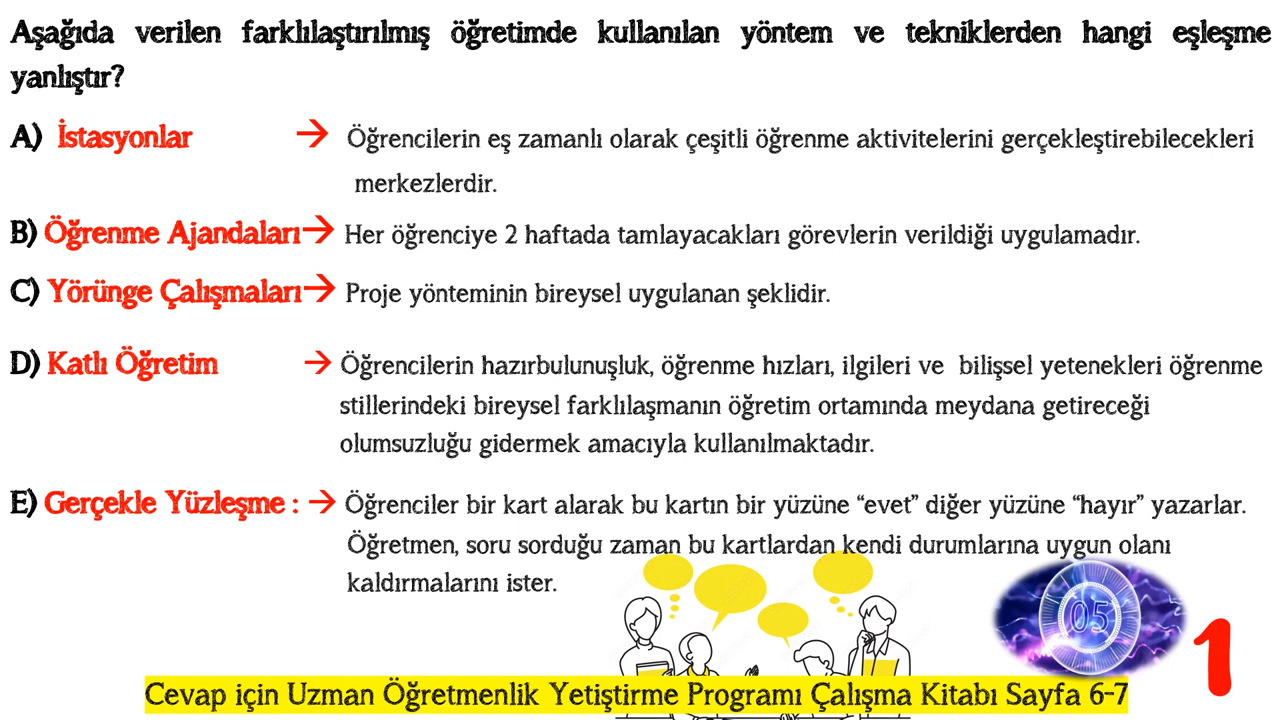 Aşağıda verilen farklılaştırılmış öğretimde kullanılan yöntem ve tekniklerden hangi eşleşme
yanlıştır?
A) İstasyonlar → Öğrencilerin eş zamanlı olarak çeşitli öğrenme aktivitelerini gerçekleştirebilecekleri
merkezlerdir.
B) Öğrenme Ajandaları→ Her öğrenciye 2 haftada tamlayacakları görevlerin verildiği uygulamadır.
C) Yörünge Çalışmaları→ Proje yönteminin bireysel uygulanan şeklidir.
D) Katlı Öğretim → Öğrencilerin hazırbulunuşluk, öğrenme hızları, ilgileri ve bilişsel yetenekleri öğrenme
stillerindeki bireysel farklılaşmanın öğretim ortamında meydana getireceği
olumsuzluğu gidermek amacıyla kullanılmaktadır.
E) Gerçekle Yüzleşme : → Öğrenciler bir kart alarak bu kartın bir yüzüne “evet” diğer yüzüne “hayır” yazarlar.
Öğretmen, soru sorduğu zaman bu kartlardan kendi durumlarına uygun olanı
kaldırmalarını ister.
05
1
Cevap için Uzman Öğretmenlik Yetiştirme Programı Çalışma Kitabı Sayfa 6-7